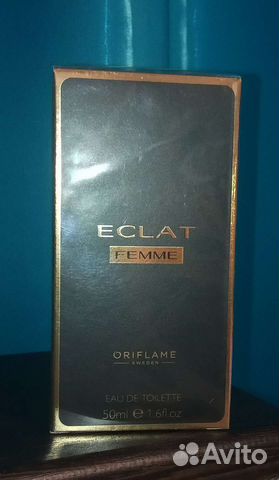 ECLAT
FEMME
ORIFLAME
SWEDEN
EAU DE TOILETTE
50ml ℮ 1.6fl.oz
Avito